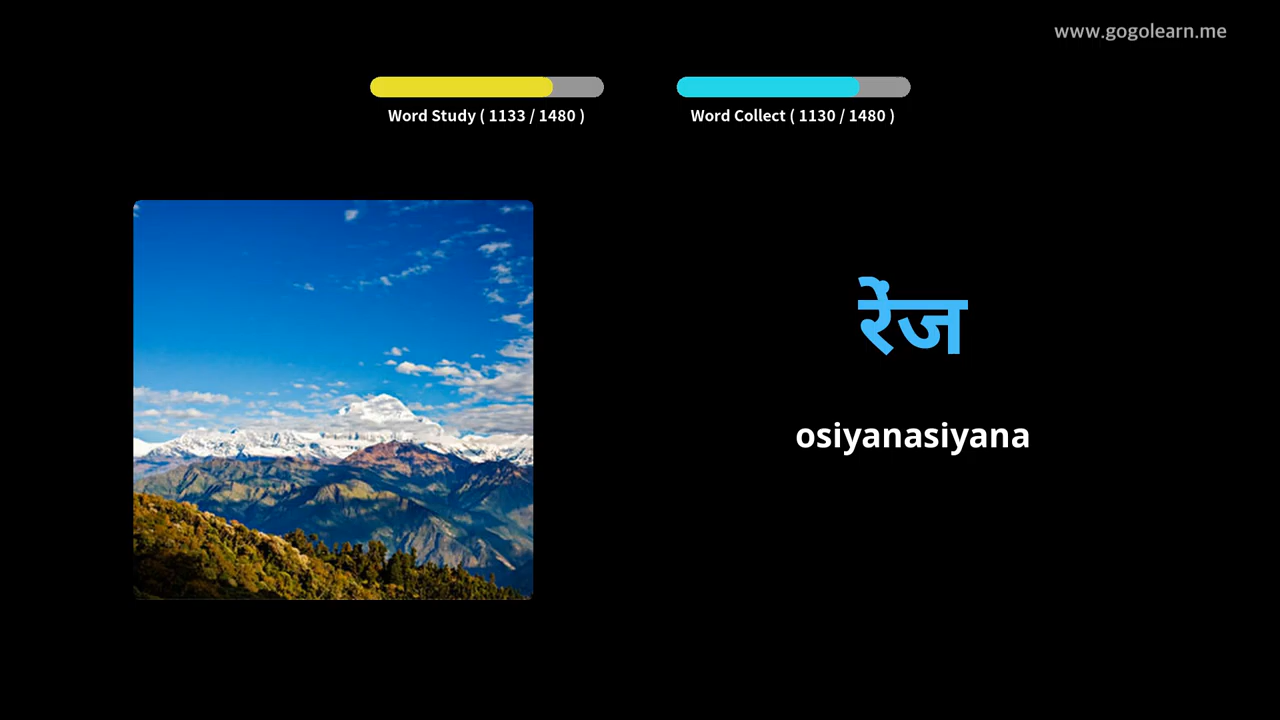 www.gogolearn.me
Word Study ( 1133 / 1480 )
Word Collect ( 1130 / 1480 )
रेंज
osiyanasiyana